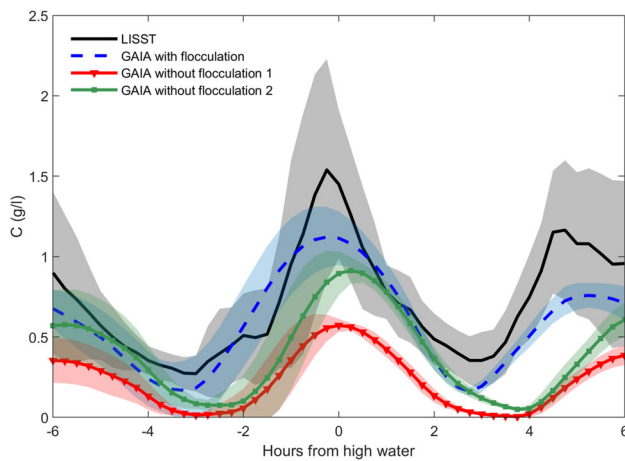 2.5
2
1.5
1
0.5
0
C (g/l)
LISST
GAIA with flocculation
GAIA without flocculation 1
GAIA without flocculation 2
-6 -4 -2 0 2 4 6
Hours from high water